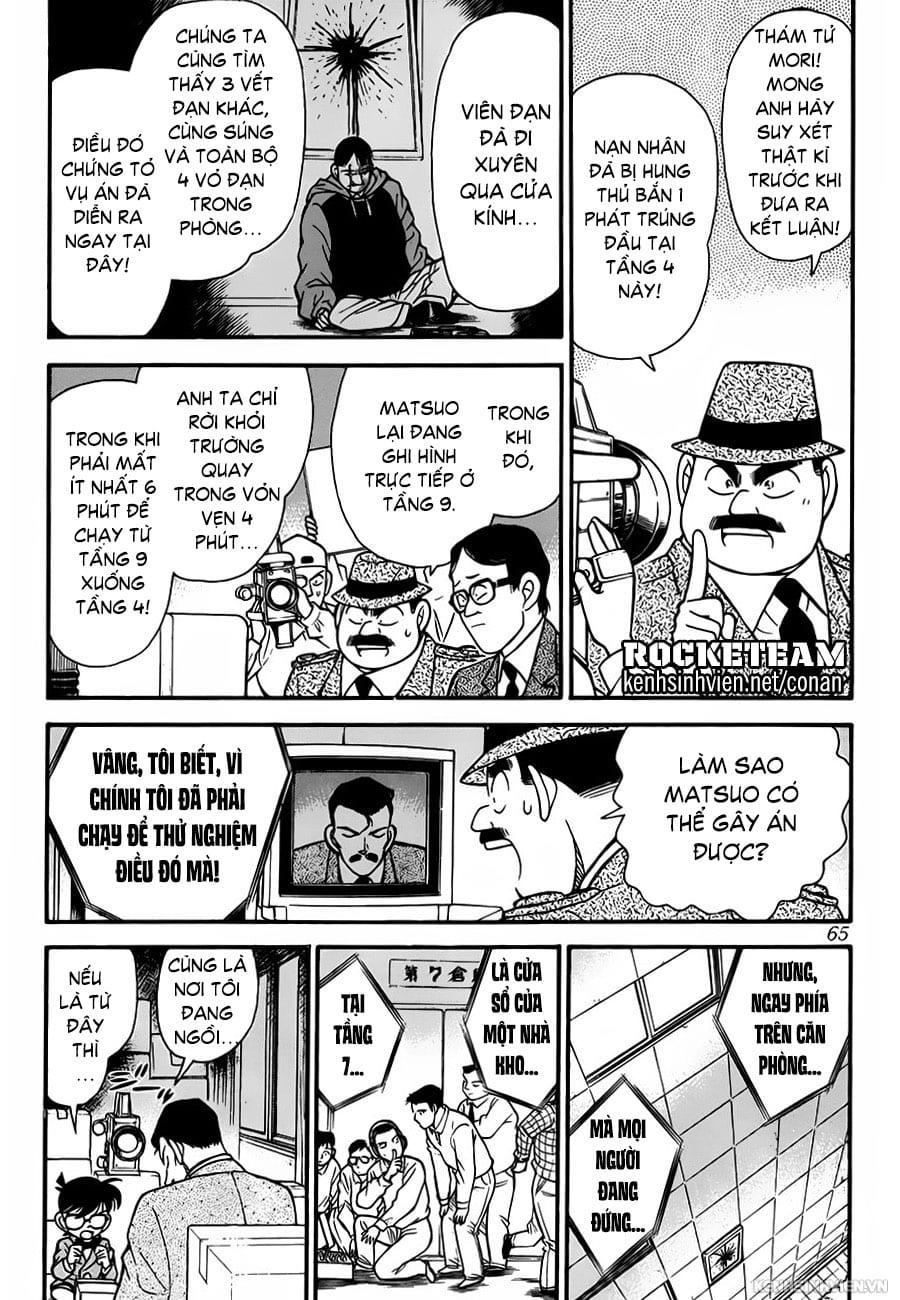 THÁM TỬ
MORI!
MONG
ANH HÃY
SUY XÉT
THẬT KĨ
TRƯỚC KHI
ĐƯA RA
KẾT LUẬN!
NẠN NHÂN
ĐÃ BỊ HUNG
THỦ BẮN 1
PHÁT TRÚNG
ĐẦU TẠI
TẦNG 4
NÀY!
VIÊN ĐẠN
ĐÃ ĐI
XUYÊN
QUA CỬA
KÍNH...
CHÚNG TA
CŨNG TÌM
THẤY 3 VẾT
ĐẠN KHÁC,
CÙNG SÚNG
VÀ TOÀN BỘ
4 VỎ ĐẠN
TRONG
PHÒNG...
ĐIỀU ĐÓ
CHỨNG TỎ
VỤ ÁN ĐÃ
DIỄN RA
NGAY TẠI
ĐÂY!
TRONG
KHI
ĐÓ,
MATSUO
LẠI ĐANG
GHI HÌNH
TRỰC TIẾP Ở
TẦNG 9.
ANH TA CHỈ
RỜI KHỎI
TRƯỜNG
QUAY
TRONG VỎN
VẸN 4
PHÚT...
TRONG KHI
PHẢI MẤT
ÍT NHẤT 6
PHÚT ĐỂ
CHẠY TỪ
TẦNG 9
XUỐNG
TẦNG 4!
ROCKETEAM
kenhsinhvien.net/conan
LÀM SAO
MATSUO CÓ
THỂ GÂY ÁN
ĐƯỢC?
VÂNG, TÔI BIẾT, VÌ
CHÍNH TÔI ĐÃ PHẢI
CHẠY ĐỂ THỬ NGHIỆM
ĐIỀU ĐÓ MÀ!
65
NHƯNG,
NGAY PHÍA
TRÊN CĂN
PHÒNG...
MÀ MỌI
NGƯỜI
ĐANG
ĐỨNG...
LÀ CỬA
SỔ CỦA
MỘT NHÀ
KHO...
第7倉庫
TẠI
TẦNG
7...
CŨNG LÀ
NƠI TÔI
ĐANG
NGỒI...
NẾU
LÀ TỪ
ĐÂY
THÌ
...
KENHSINHVIEN.VN